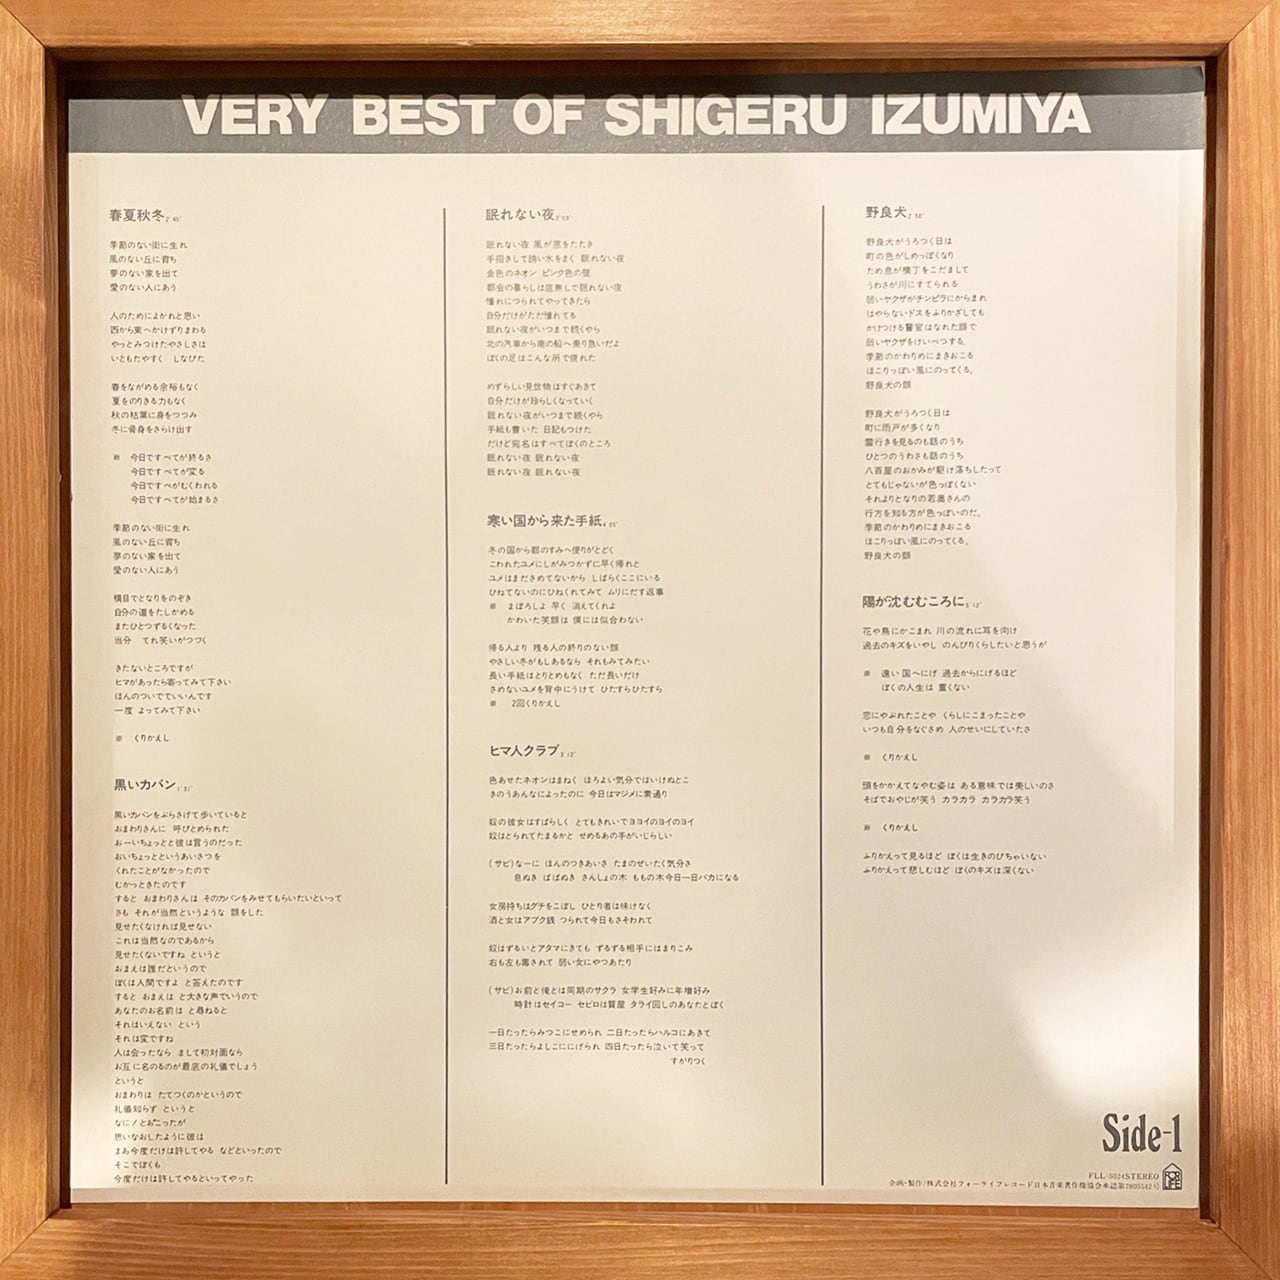 VERY BEST OF SHIGERU IZUMIYA
春夏秋冬 2'45"
季節のない街に生れ
風のない丘に育ち
夢のない家を出て
愛のない人にあう
人のためによかれと思い
西から東へかけずりまわる
やっとみつけたやさしさは
いともたやすく しなびた
春をながめる余裕もなく
夏をのりきる力もなく
秋の枯葉に身をつつみ
冬に骨身をさらけ出す
※ 今日ですべてが終るさ
今日ですべてが変る
今日ですべがむくわれる
今日ですべてが始まるさ
季節のない街に生れ
風のない丘に育ち
夢のない家を出て
愛のない人にあう
横目でとなりをのぞき
自分の道をたしかめる
またひとつずるくなった
当分 てれ笑いがつづく
きたないところですが
ヒマがあったら寄ってみて下さい
ほんのついででいいんです
一度 よってみて下さい
※ くりかえし
黒いカバン 1'31"
黒いカバンをぶらさげて歩いていると
おまわりさんに 呼びとめられた
おーいちょっとと彼は言うのだった
おいちょっとというあいさつを
くれたことがなかったので
むかっときたのです
すると おまわりさんは そのカバンをみせてもらいたいといって
さも それが当然というような 顔をした
見せたくなければ見せない
これは当然なのであるから
見せたくないですね というと
おまえは誰だというので
ぼくは人間ですよ と答えたのです
すると おまえは と大きな声でいうので
あなたのお名前は と尋ねると
それはいえない という
それは変ですね
人は会ったなら まして初対面なら
お互に名のるのが最底の礼儀でしょう
というと
おまわりは たてつくのかというので
礼儀知らず というと
なに!とおこったが
思いなおしたように彼は
まあ今度だけは許してやる などといったので
そこでぼくも
今度だけは許してやるといってやった
眠れない夜
眠れない夜 風が窓をたたき
手招きして誘い水をまく 眠れない夜
金色のネオン ピンク色の壁
都会の暮らしは底無しで眠れない夜
憧れにつられてやってきたら
自分だけがただ憧れてる
眠れない夜がいつまで続くやら
北の汽車から南の船へ乗り急いだよ
ぼくの足はこんな所で疲れた
めずらしい見世物はすぐあきて
自分だけが珍らしくなっていく
眠れない夜がいつまで続くやら
手紙も書いた 日記もつけた
だけど宛名はすべてぼくのところ
眠れない夜 眠れない夜
眠れない夜 眠れない夜
寒い国から来た手紙 4'05"
冬の国から都のすみへ便りがとどく
こわれたユメにしがみつかずに早く帰れと
ユメはまださめてないから しばらくここにいる
ひねてないのにひねくれてみて ムリにだす返事
※ まぼろしよ 早く 消えてくれよ
かわいた笑顔は 僕には似合わない
帰る人より 残る人の終りのない顔
やさしい冬がもしあるなら それもみてみたい
長い手紙はとりとめもなく ただ長いだけ
さめないユメを背中にうけて ひたすらひたすら
※ 2回くりかえし
ヒマ人クラブ 3'12"
色あせたネオンはまねく ほろよい気分ではいけぬとこ
きのうあんなによったのに 今日はマジメに素通り
奴の彼女はすばらしく とてもきれいでヨヨイのヨイのヨイ
奴はとられてたまるかと せめるあの手がいじらしい
(サビ)なーに ほんのつきあいさ たまのぜいたく気分さ
息ぬき ばばぬき さんしょの木 ももの木今日一日バカになる
女房持ちはグチをこぼし ひとり者は味けなく
酒と女はアブク銭 つられて今日もさそわれて
奴はずるいとアタマにきても ずるずる相手にはまりこみ
右も左も毒されて 弱い女にやつあたり
(サビ)お前と俺とは同期のサクラ 女学生好みに年増好み
時計はセイコー セビロは質屋 タライ回しのあなたとぼく
一日たったらみつこにせめられ 二日たったらハルコにあきて
三日たったらよしこににげられ 四日たったら泣いて笑って
すがりつく
野良犬 2'58"
野良犬がうろつく日は
町の色がしめっぽくなり
ため息が横丁をこだまして
うわさが川にすてられる
弱いヤクザがチンピラにからまれ
はやらないドスをふりかざしても
かけつける警官はなれた顔で
弱いヤクザをけいべつする。
季節のかわりめにまきおこる
ほこりっぽい風にのってくる。
野良犬の顔
野良犬がうろつく日は
町に雨戸が多くなり
雲行きを見るのも話のうち
ひとつのうわさも話のうち
八百屋のおかみが駆け落ちしたって
とてもじゃないが色っぽくない
それよりとなりの若奥さんの
行方を知る方が色っぽいのだ。
季節のかわりめにまきおこる
ほこりっぽい風にのってくる。
野良犬の顔
陽が沈むむころに 3'12"
花や鳥にかこまれ 川の流れに耳を向け
過去のキズをいやし のんびりくらしたいと思うが
※ 遠い国へにげ 過去からにげるほど
ぼくの人生は 重くない
恋にやぶれたことや くらしにこまったことや
いつも自分をなぐさめ 人のせいにしていたさ
※ くりかえし
頭をかかえてなやむ姿は ある意味では美しいのさ
そばでおやじが笑う カラカラ カラカラ笑う
※ くりかえし
ふりかえって見るほど ぼくは生きのびちゃいない
ふりかえって悲しむほど ぼくのキズは深くない
Side-1
FLL-5024 STEREO
FOR LIFE
企画・製作/株式会社フォーライフレコード 日本音楽著作権協会承認第7805542号